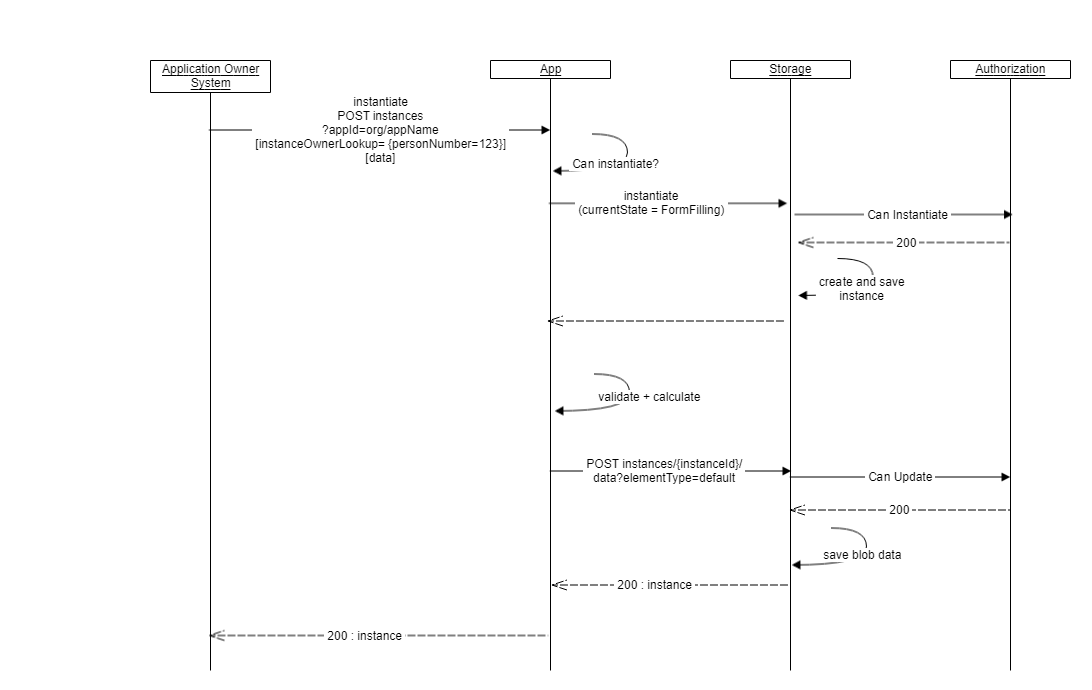 Application Owner
System
App
Storage
Authorization
instantiate
POST instances
?appId=org/appName
[instanceOwnerLookup= {personNumber=123}]
[data]
Can instantiate?
instantiate
(currentState = FormFilling)
Can Instantiate
200
create and save
instance
validate + calculate
POST instances/{instanceId}/
data?elementType=default
Can Update
200
save blob data
200 : instance
200 : instance